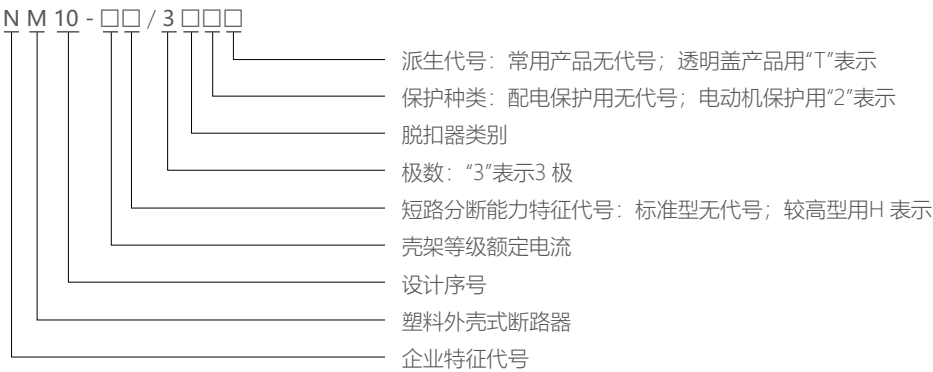 N M 10 - □□ / 3 □□□
派生代号：常用产品无代号；透明盖产品用“T”表示
保护种类：配电保护用无代号；电动机保护用“2”表示
脱扣器类别
极数：“3”表示3 极
短路分断能力特征代号：标准型无代号；较高型用H 表示
壳架等级额定电流
设计序号
塑料外壳式断路器
企业特征代号